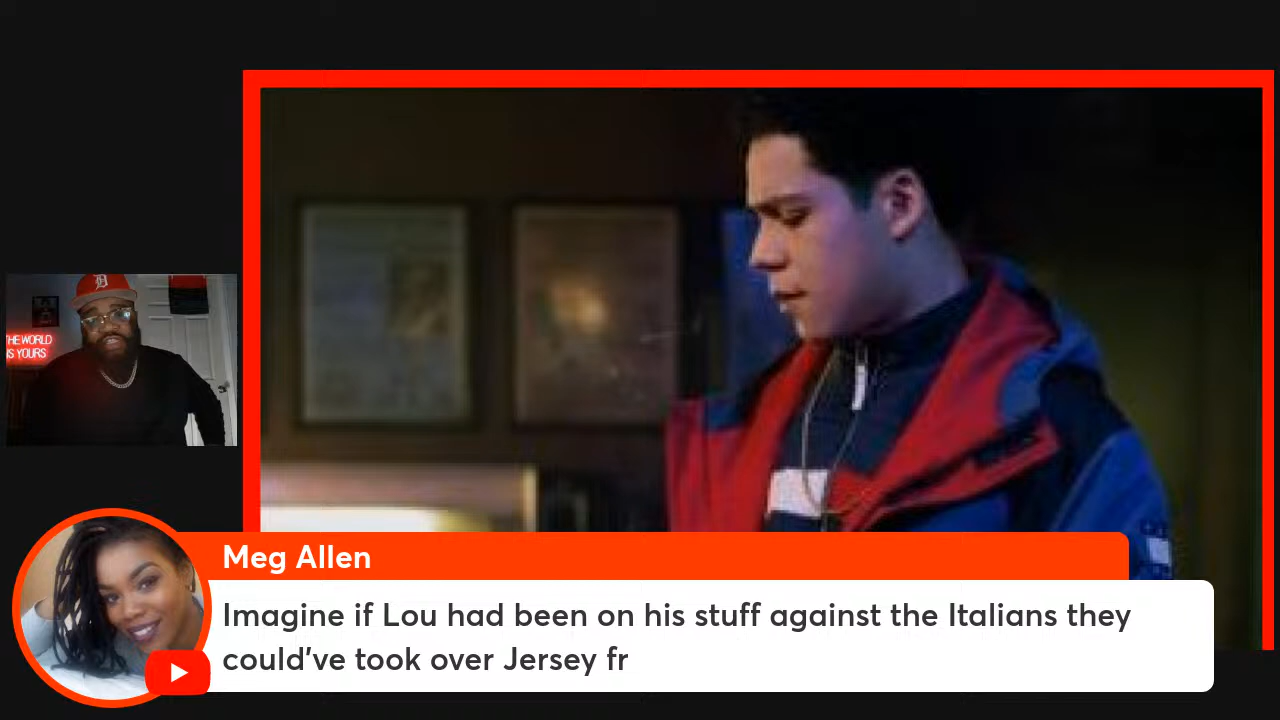 D
THE WORLD
IS YOURS
Meg Allen
Imagine if Lou had been on his stuff against the Italians they
could've took over Jersey fr